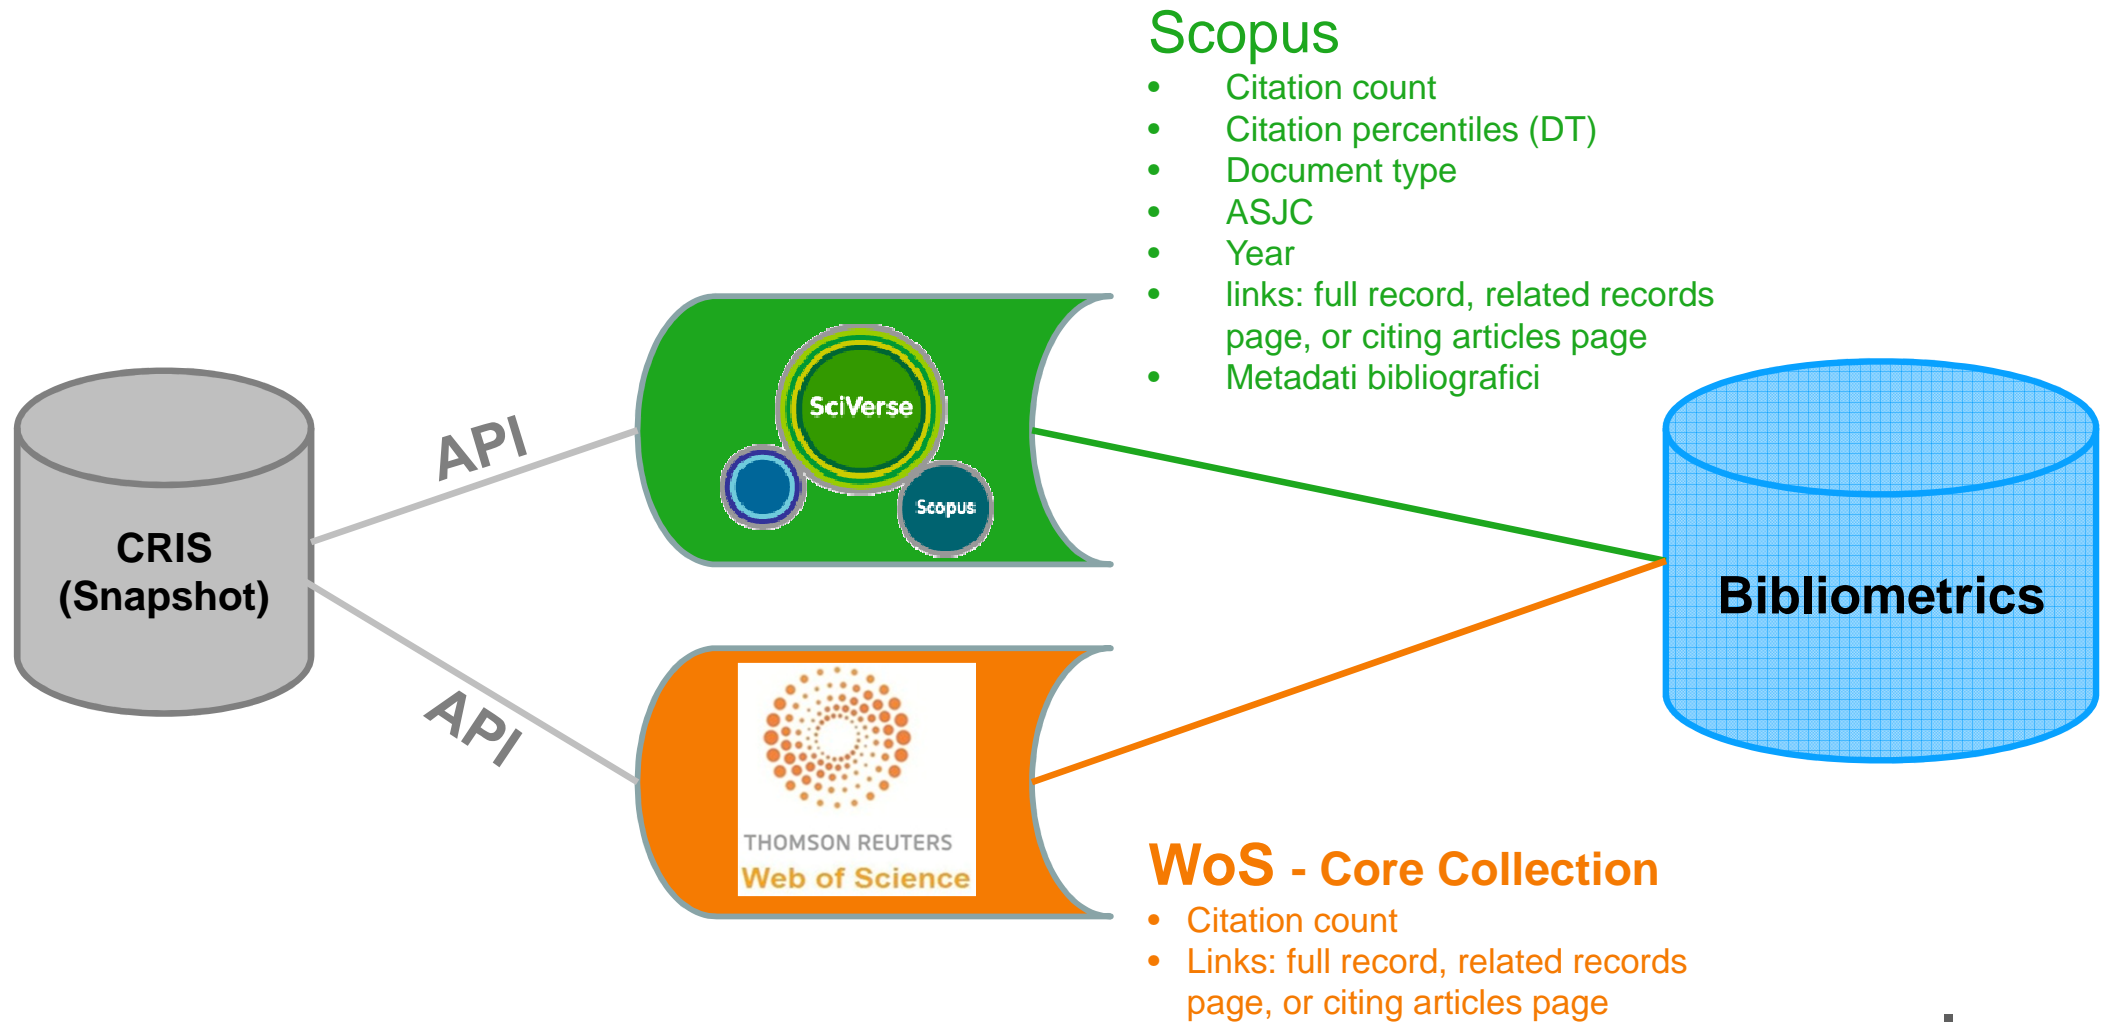 Scopus
• Citation count
• Citation percentiles (DT)
• Document type
• ASJC
• Year
• links: full record, related records
page, or citing articles page
• Metadati bibliografici
SciVerse
Scopus
API
CRIS
(Snapshot)
API
Bibliometrics
THOMSON REUTERS
Web of Science
WoS - Core Collection
• Citation count
• Links: full record, related records
page, or citing articles page